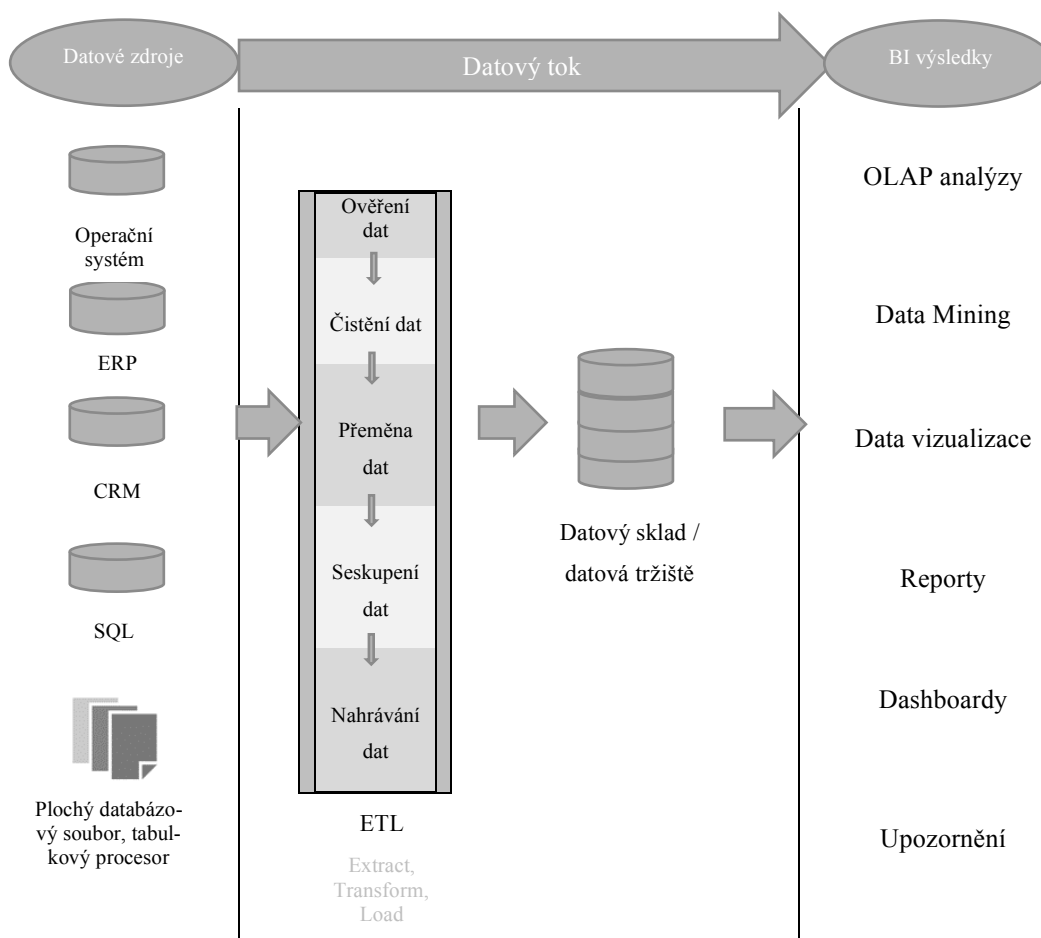 Datové zdroje
Datový tok
BI výsledky
Operační
systém
ERP
CRM
SQL
Plochý databázo-
vý soubor, tabul-
kový procesor
Ověření
dat
Čistění dat
Přeměna
dat
Seskupení
dat
Nahrávání
dat
ETL
Extract,
Transform,
Load
Datový sklad /
datová tržiště
OLAP analýzy
Data Mining
Data vizualizace
Reporty
Dashboardy
Upozornění